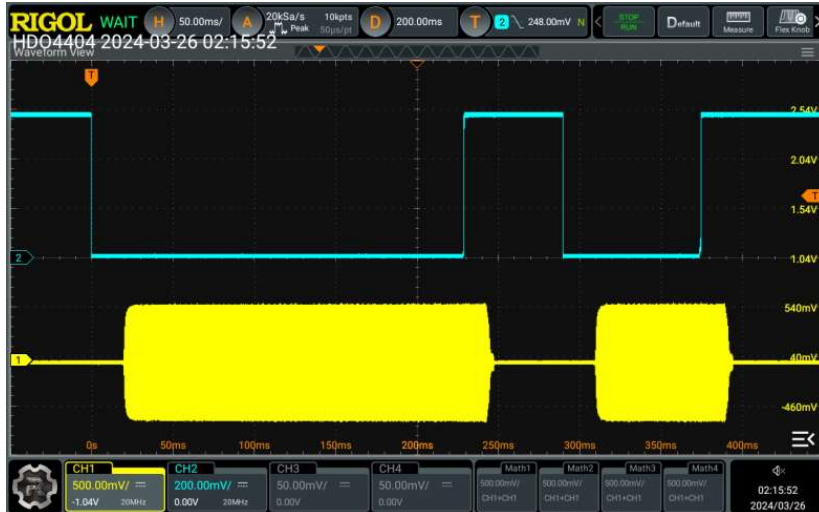 RIGOL WAIT H 50.00ms/ A 20kSa/s 10kpts Peak 50µs/pt D 200.00ms T 2 248.00mV N STOP RUN Default Measure Flex Knob
HDO4404 2024-03-26 02:15:52
Waveform View
T
2.54V
2.04V
T
1.54V
2
1.04V
540mV
1
40mV
-460mV
0s 50ms 100ms 150ms 200ms 250ms 300ms 350ms 400ms
CH1 CH2 CH3 CH4 Math1 Math2 Math3 Math4
500.00mV/ 200.00mV/ 50.00mV/ 50.00mV/ 500.00mV/ 500.00mV/ 500.00mV/ 500.00mV/
-1.04V 20MHz 0.00V 20MHz 0.00V 0.00V CH1+CH1 CH1+CH1 CH1+CH1 CH1+CH1
02:15:52
2024/03/26